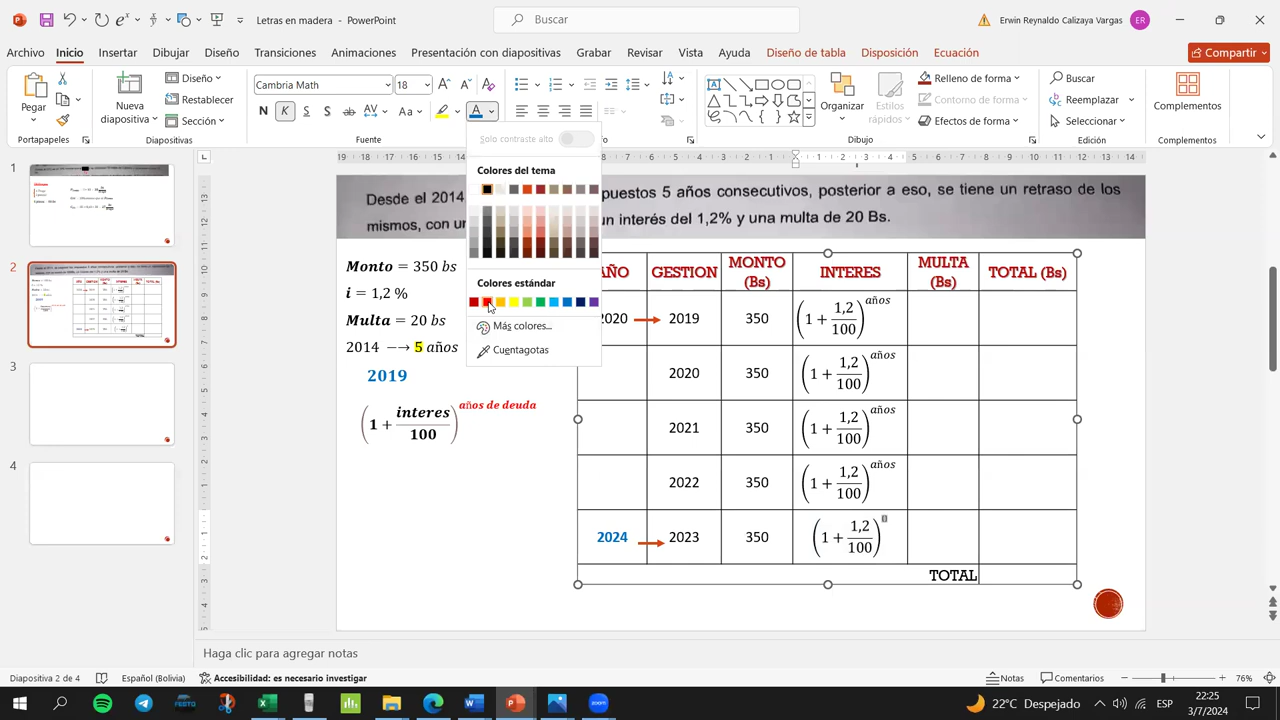 Letras en madera - PowerPoint
Buscar
Erwin Reynaldo Calizaya Vargas
ER
Archivo Inicio Insertar Dibujar Diseño Transiciones Animaciones Presentación con diapositivas Grabar Revisar Vista Ayuda Diseño de tabla Disposición Ecuación
Compartir
Pegar
Portapapeles
Nueva diapositiva
Diseño
Restablecer
Sección
Diapositivas
Cambria Math 18
N K S S ab AV Aa A
Fuente
Organizar
Estilos rápidos
Relleno de forma
Contorno de forma
Efectos de forma
Dibujo
Buscar
Reemplazar
Seleccionar
Edición
Complementos
Complementos
Solo contraste alto
Colores del tema
Colores estándar
Más colores...
Cuentagotas
1
2
3
4
Desde el 2014
puestos 5 años consecutivos, posterior a eso, se tiene un retraso de los
mismos, con un
un interés del 1,2% y una multa de 20 Bs.
Monto = 350 bs
i = 1,2 %
Multa = 20 bs
2014 −→ 5 años
2019
(1 + interes/100)^años de deuda
AÑO GESTION MONTO (Bs) INTERES MULTA (Bs) TOTAL (Bs)
2020 2019 350 (1 + 1,2/100)^años
2020 350 (1 + 1,2/100)^años
2021 350 (1 + 1,2/100)^años
2022 350 (1 + 1,2/100)^años
2024 2023 350 (1 + 1,2/100)
TOTAL
Haga clic para agregar notas
Diapositiva 2 de 4 Español (Bolivia) Accesibilidad: es necesario investigar
Notas Comentarios 76%
22°C Despejado ESP 22:25
3/7/2024